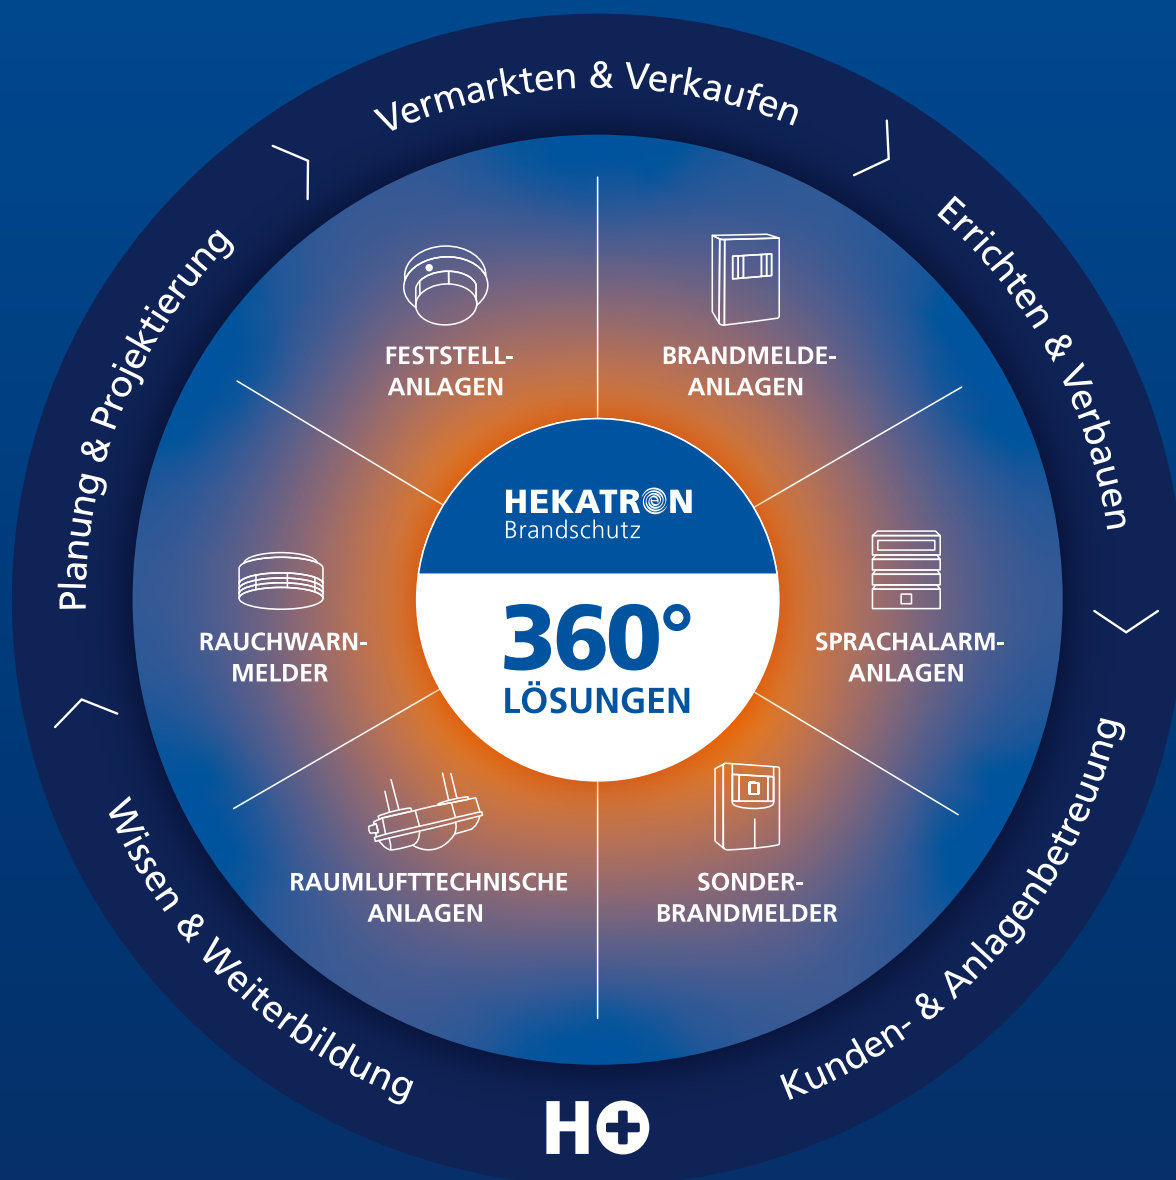 Vermarkten & Verkaufen
Errichten & Verbauen
Kunden- & Anlagenbetreuung
Wissen & Weiterbildung
Planung & Projektierung
FESTSTELL-
ANLAGEN
BRANDMELDE-
ANLAGEN
HEKATRON
Brandschutz
360°
LÖSUNGEN
RAUCHWARN-
MELDER
SPRACHALARM-
ANLAGEN
RAUMLUFTTECHNISCHE
ANLAGEN
SONDER-
BRANDMELDER
H+